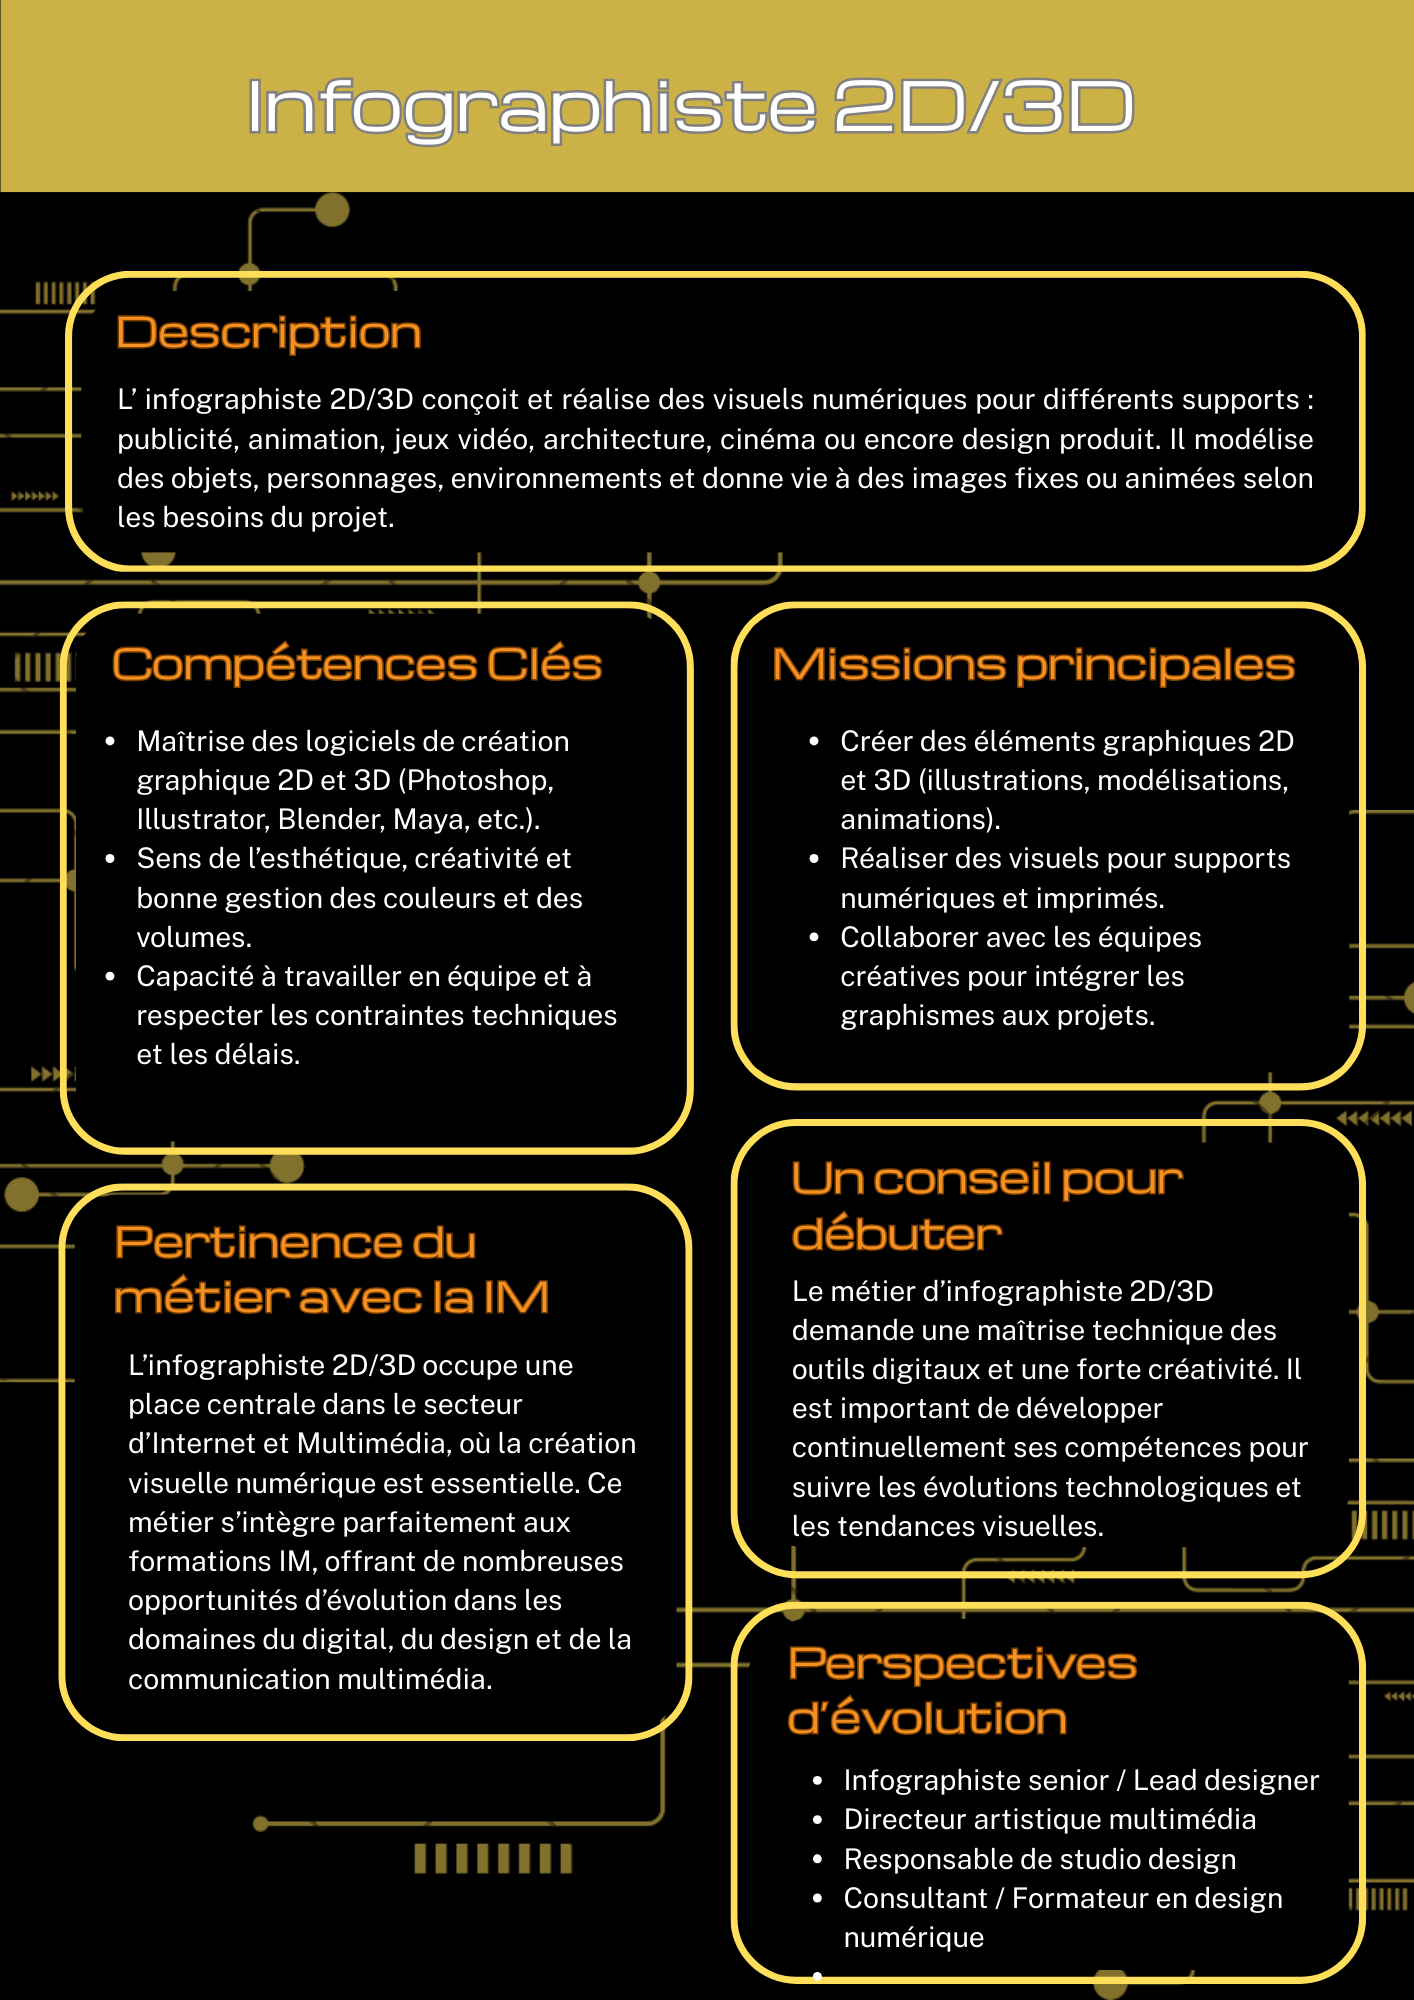 Infographiste 2D/3D
Description
L’ infographiste 2D/3D conçoit et réalise des visuels numériques pour différents supports :
publicité, animation, jeux vidéo, architecture, cinéma ou encore design produit. Il modélise
des objets, personnages, environnements et donne vie à des images fixes ou animées selon
les besoins du projet.
Compétences Clés
• Maîtrise des logiciels de création
graphique 2D et 3D (Photoshop,
Illustrator, Blender, Maya, etc.).
• Sens de l’esthétique, créativité et
bonne gestion des couleurs et des
volumes.
• Capacité à travailler en équipe et à
respecter les contraintes techniques
et les délais.
Missions principales
• Créer des éléments graphiques 2D
et 3D (illustrations, modélisations,
animations).
• Réaliser des visuels pour supports
numériques et imprimés.
• Collaborer avec les équipes
créatives pour intégrer les
graphismes aux projets.
Pertinence du
métier avec la IM
L’infographiste 2D/3D occupe une
place centrale dans le secteur
d’Internet et Multimédia, où la création
visuelle numérique est essentielle. Ce
métier s’intègre parfaitement aux
formations IM, offrant de nombreuses
opportunités d’évolution dans les
domaines du digital, du design et de la
communication multimédia.
Un conseil pour
débuter
Le métier d’infographiste 2D/3D
demande une maîtrise technique des
outils digitaux et une forte créativité. Il
est important de développer
continuellement ses compétences pour
suivre les évolutions technologiques et
les tendances visuelles.
Perspectives
d’évolution
• Infographiste senior / Lead designer
• Directeur artistique multimédia
• Responsable de studio design
• Consultant / Formateur en design
numérique
•